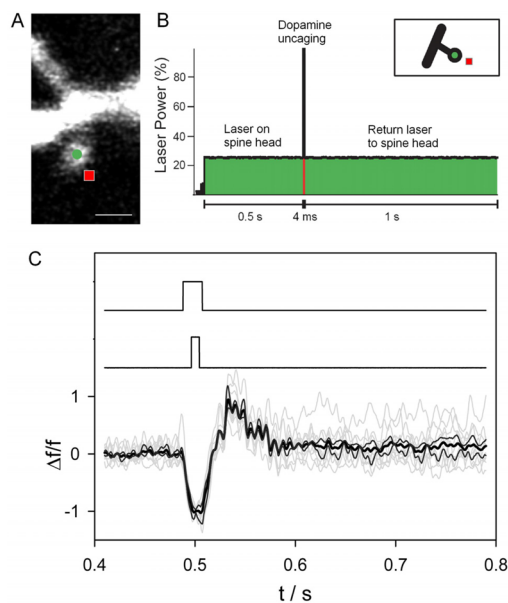 A
B
Dopamine
uncaging
Laser Power (%)
80
60
40
20
Laser on
spine head
Return laser
to spine head
0.5 s
4 ms
1 s
C
Δf/f
1
0
-1
0.4
0.5
0.6
0.7
0.8
t / s